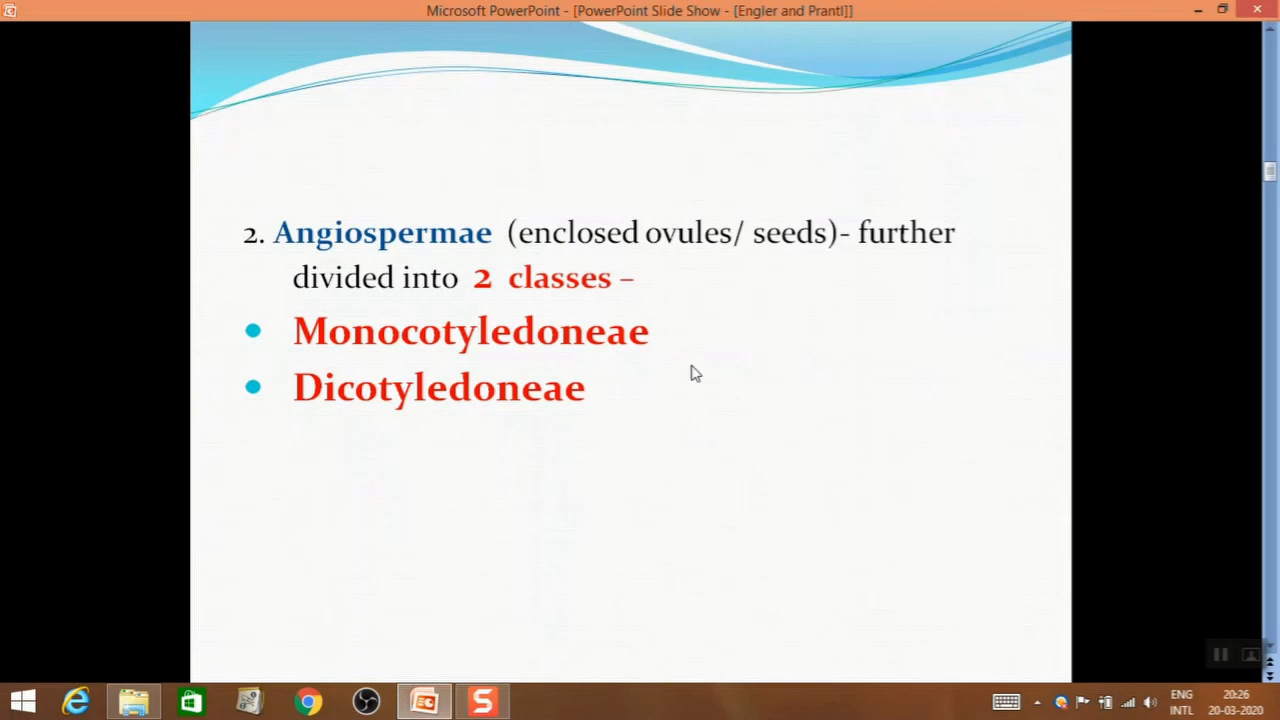 Microsoft PowerPoint - [PowerPoint Slide Show - [Engler and Prantl]]
2. Angiospermae (enclosed ovules/ seeds)- further
divided into 2 classes –
• Monocotyledoneae
• Dicotyledoneae
ENG 20:26
INTL 20-03-2020